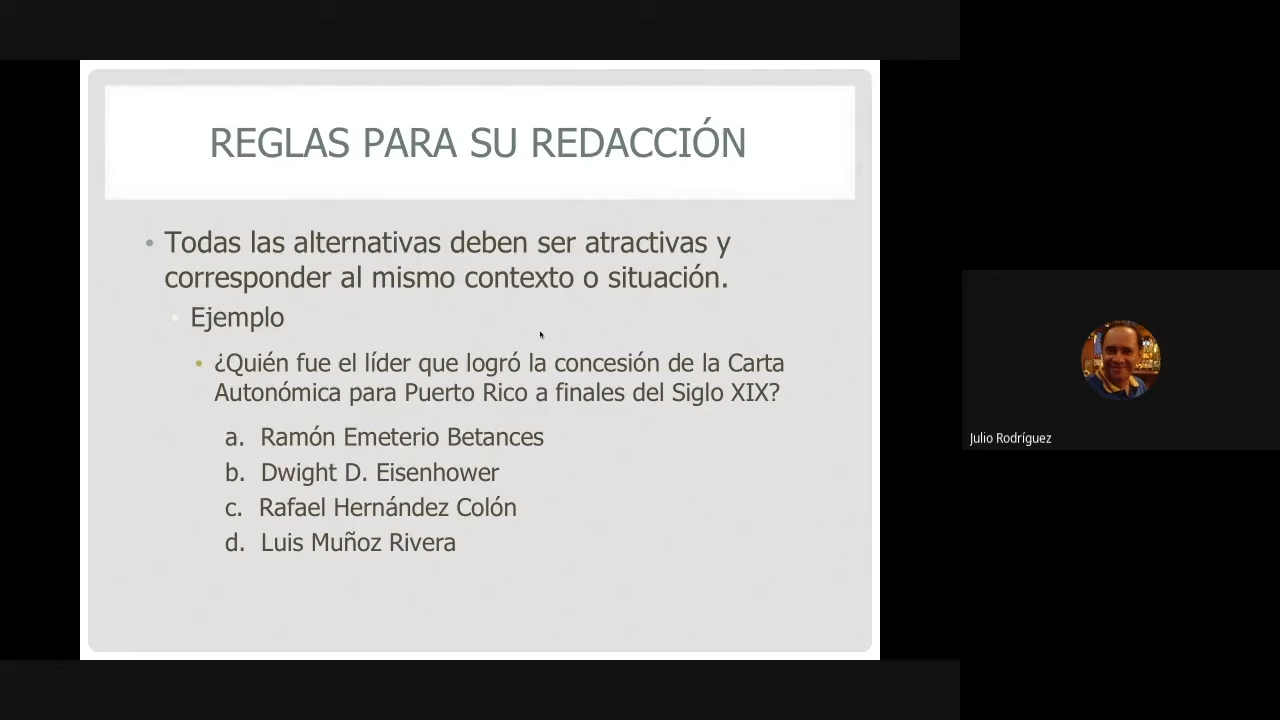 REGLAS PARA SU REDACCIÓN
• Todas las alternativas deben ser atractivas y
corresponder al mismo contexto o situación.
• Ejemplo
• ¿Quién fue el líder que logró la concesión de la Carta
Autonómica para Puerto Rico a finales del Siglo XIX?
a. Ramón Emeterio Betances
b. Dwight D. Eisenhower
c. Rafael Hernández Colón
d. Luis Muñoz Rivera
Julio Rodríguez